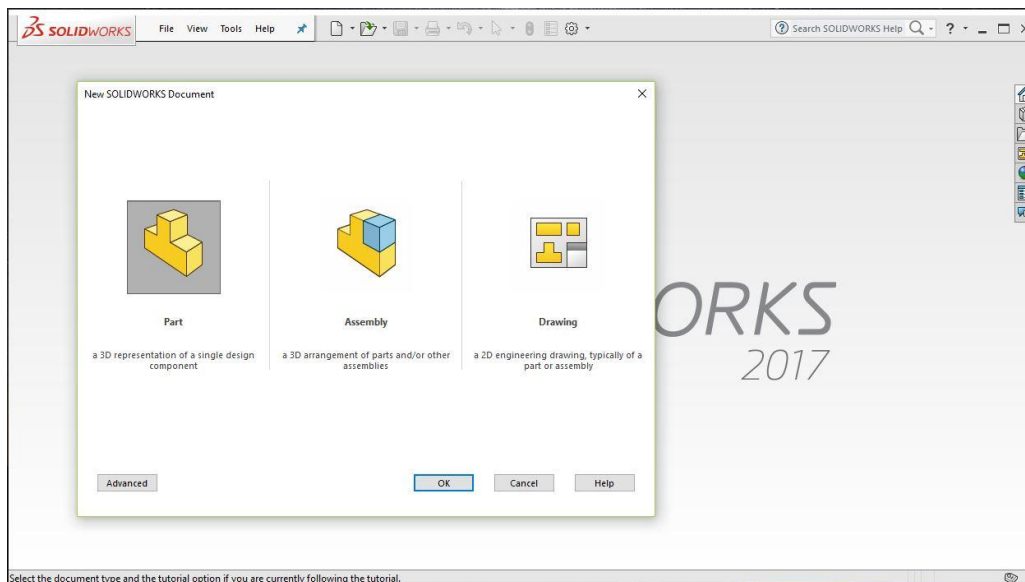 SOLIDWORKS File View Tools Help Search SOLIDWORKS Help ?
New SOLIDWORKS Document
Part
a 3D representation of a single design
component
Assembly
a 3D arrangement of parts and/or other
assemblies
Drawing
a 2D engineering drawing, typically of a
part or assembly
ORKS
2017
Advanced OK Cancel Help
Select the document type and the tutorial option if you are currently following the tutorial.